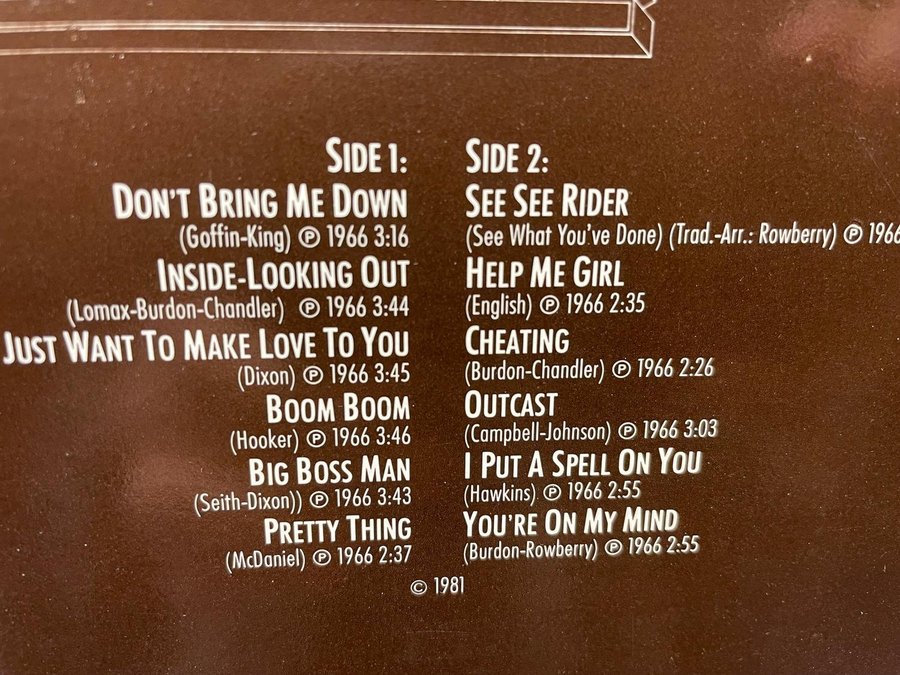 SIDE 1:
DON'T BRING ME DOWN
(Goffin-King) ℗ 1966 3:16
INSIDE-LOOKING OUT
(Lomax-Burdon-Chandler) ℗ 1966 3:44
JUST WANT TO MAKE LOVE TO YOU
(Dixon) ℗ 1966 3:45
BOOM BOOM
(Hooker) ℗ 1966 3:46
BIG BOSS MAN
(Seith-Dixon)) ℗ 1966 3:43
PRETTY THING
(McDaniel) ℗ 1966 2:37
SIDE 2:
SEE SEE RIDER
(See What You've Done) (Trad.-Arr.: Rowberry) ℗ 1966
HELP ME GIRL
(English) ℗ 1966 2:35
CHEATING
(Burdon-Chandler) ℗ 1966 2:26
OUTCAST
(Campbell-Johnson) ℗ 1966 3:03
I PUT A SPELL ON YOU
(Hawkins) ℗ 1966 2:55
YOU'RE ON MY MIND
(Burdon-Rowberry) ℗ 1966 2:55
© 1981